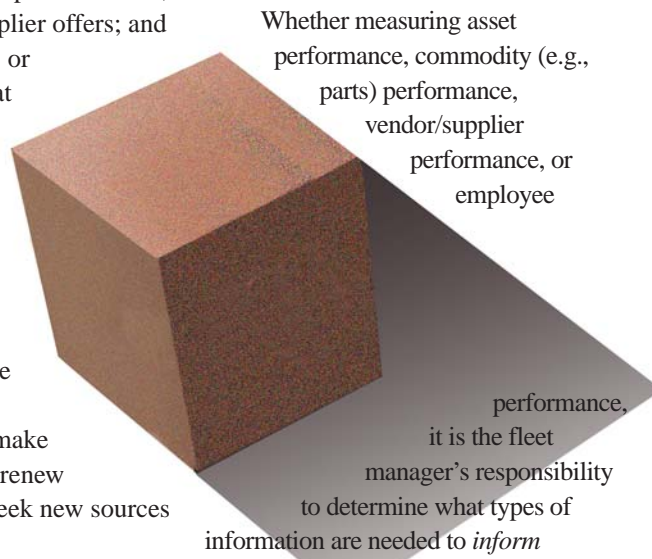 plier offers; and
or
at
e
make
renew
eek new sources
Whether measuring asset
performance, commodity (e.g.,
parts) performance,
vendor/supplier
performance, or
employee
performance,
it is the fleet
manager's responsibility
to determine what types of
information are needed to inform